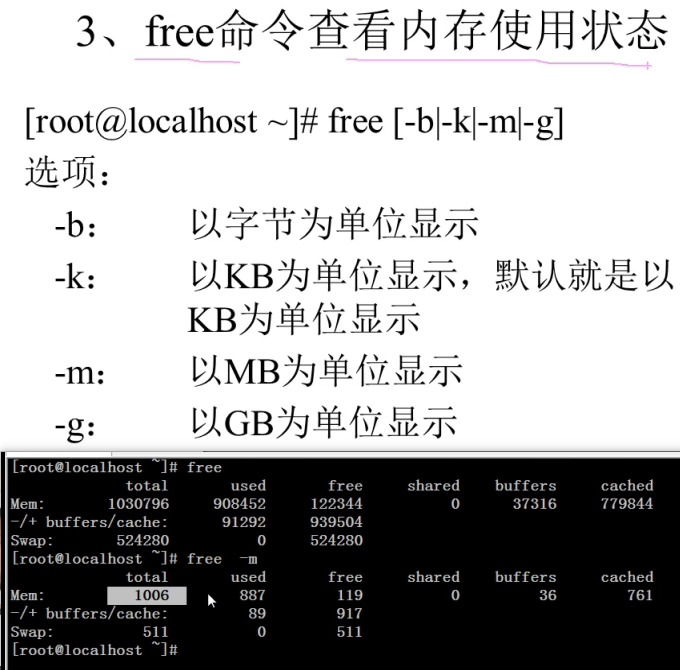 3、free命令查看内存使用状态
[root@localhost ~]# free [-b|-k|-m|-g]
选项：
-b： 以字节为单位显示
-k： 以KB为单位显示，默认就是以
KB为单位显示
-m： 以MB为单位显示
-g： 以GB为单位显示
[root@localhost ~]# free
total used free shared buffers cached
Mem: 1030796 908452 122344 0 37316 779844
-/+ buffers/cache: 91292 939504
Swap: 524280 0 524280
[root@localhost ~]# free -m
total used free shared buffers cached
Mem: 1006 887 119 0 36 761
-/+ buffers/cache: 89 917
Swap: 511 0 511
[root@localhost ~]#